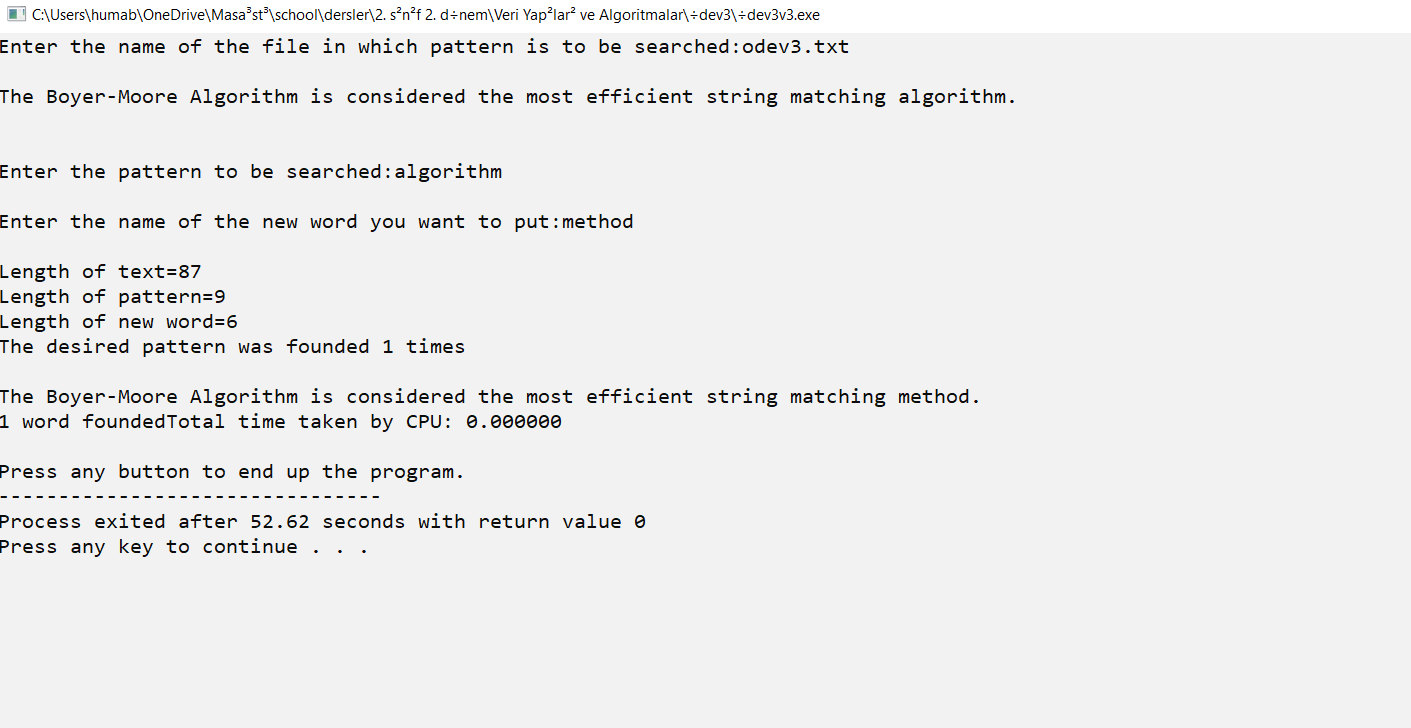 C:\Users\humab\OneDrive\Masa³st³\school\dersler\2. s²n²f 2. d÷nem\Veri Yap²lar² ve Algoritmalar\÷dev3\÷dev3v3.exe
Enter the name of the file in which pattern is to be searched:odev3.txt
The Boyer-Moore Algorithm is considered the most efficient string matching algorithm.
Enter the pattern to be searched:algorithm
Enter the name of the new word you want to put:method
Length of text=87
Length of pattern=9
Length of new word=6
The desired pattern was founded 1 times
The Boyer-Moore Algorithm is considered the most efficient string matching method.
1 word foundedTotal time taken by CPU: 0.000000
Press any button to end up the program.
--------------------------------
Process exited after 52.62 seconds with return value 0
Press any key to continue . . .